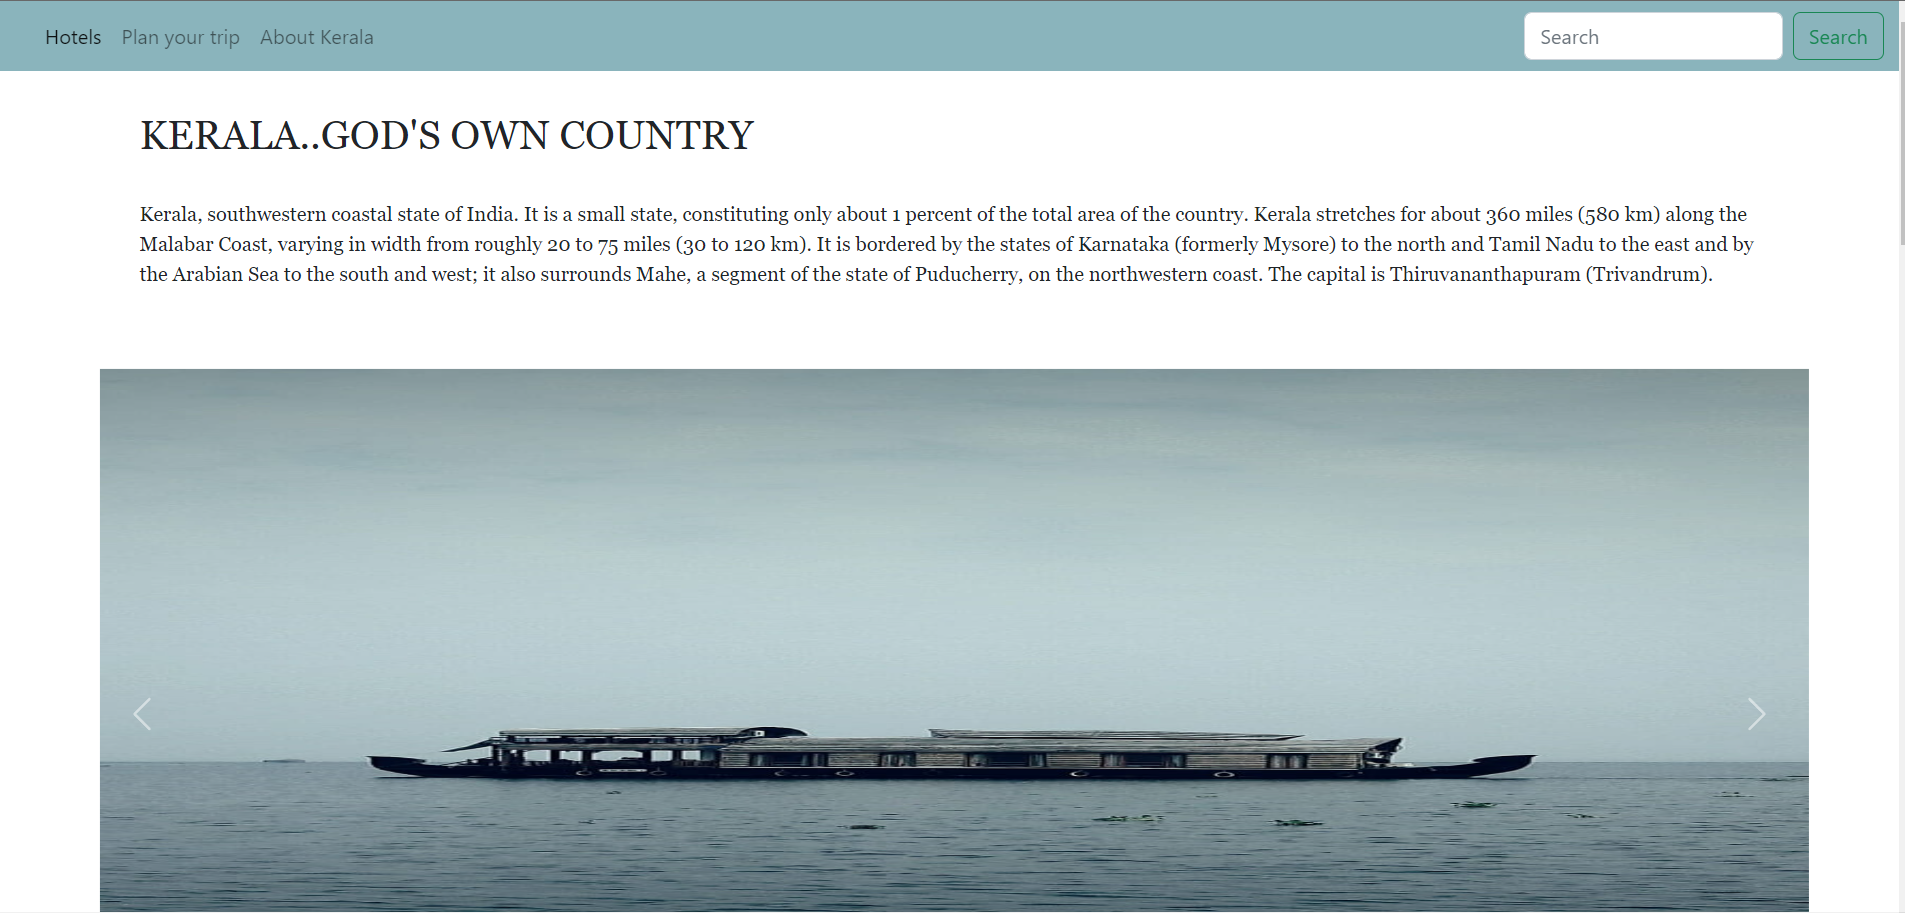 Hotels Plan your trip About Kerala Search Search
KERALA..GOD'S OWN COUNTRY
Kerala, southwestern coastal state of India. It is a small state, constituting only about 1 percent of the total area of the country. Kerala stretches for about 360 miles (580 km) along the
Malabar Coast, varying in width from roughly 20 to 75 miles (30 to 120 km). It is bordered by the states of Karnataka (formerly Mysore) to the north and Tamil Nadu to the east and by
the Arabian Sea to the south and west; it also surrounds Mahe, a segment of the state of Puducherry, on the northwestern coast. The capital is Thiruvananthapuram (Trivandrum).